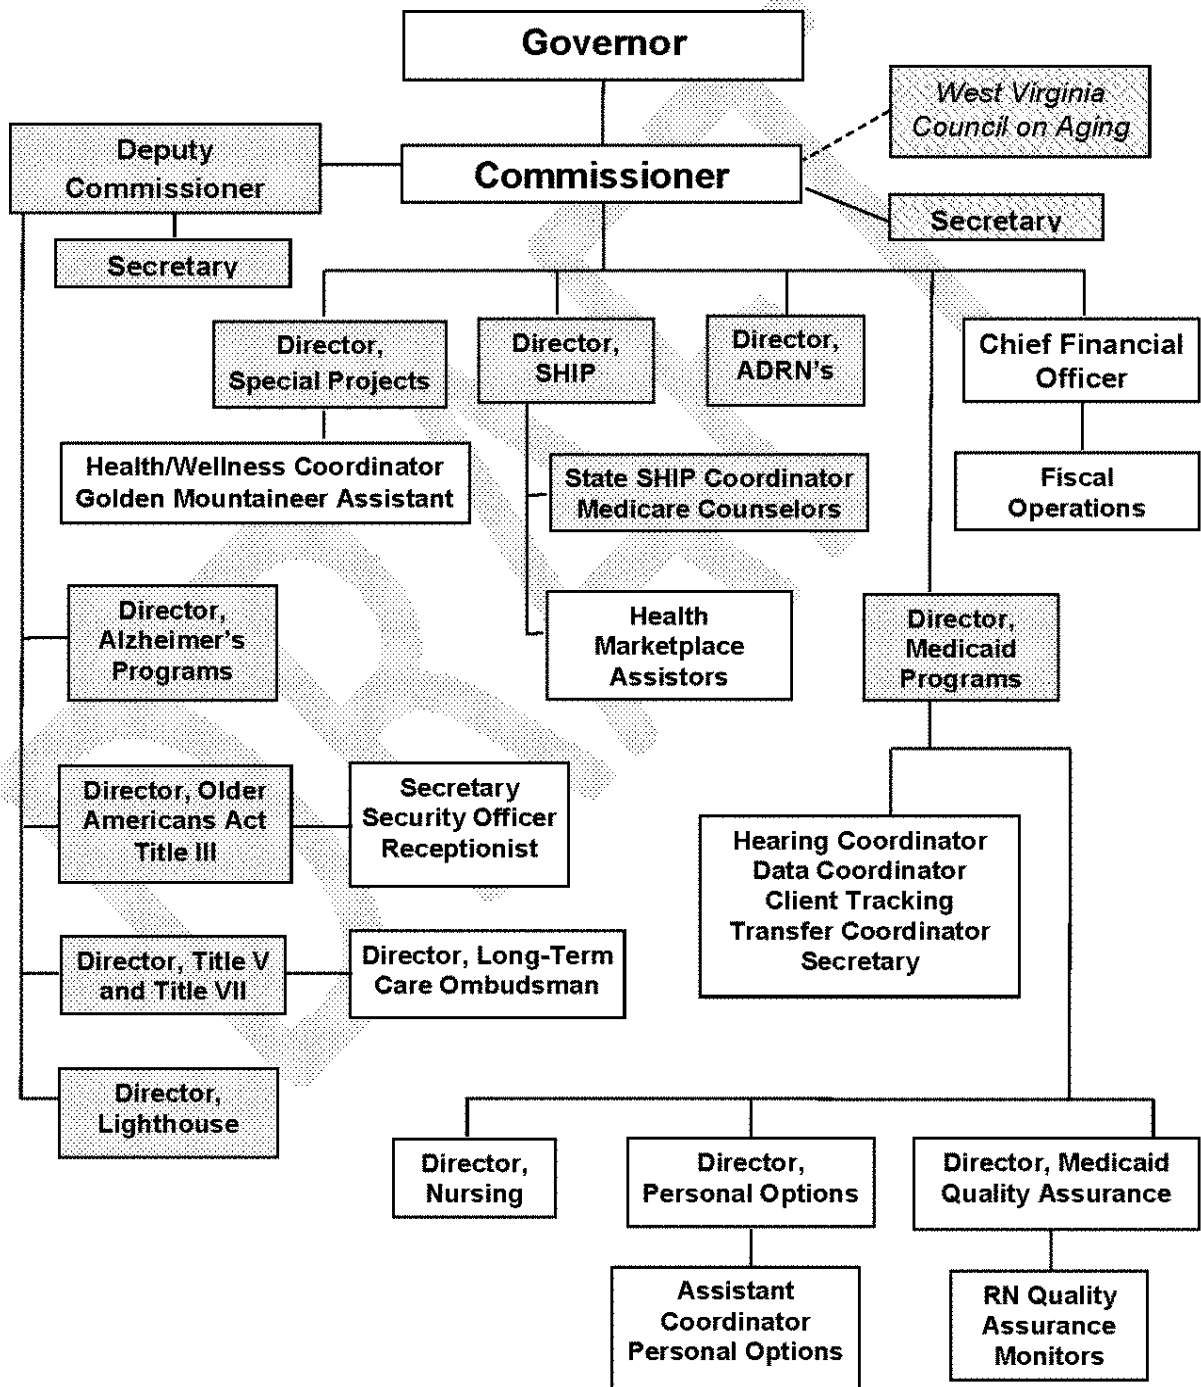 Governor
West Virginia
Council on Aging
Deputy
Commissioner
Commissioner
Secretary
Secretary
Director,
Special Projects
Director,
SHIP
Director,
ADRN's
Chief Financial
Officer
Health/Wellness Coordinator
Golden Mountaineer Assistant
State SHIP Coordinator
Medicare Counselors
Fiscal
Operations
Director,
Alzheimer's
Programs
Health
Marketplace
Assistors
Director,
Medicaid
Programs
Director, Older
Americans Act
Title III
Secretary
Security Officer
Receptionist
Hearing Coordinator
Data Coordinator
Client Tracking
Transfer Coordinator
Secretary
Director, Title V
and Title VII
Director, Long-Term
Care Ombudsman
Director,
Lighthouse
Director,
Nursing
Director,
Personal Options
Director, Medicaid
Quality Assurance
Assistant
Coordinator
Personal Options
RN Quality
Assurance
Monitors